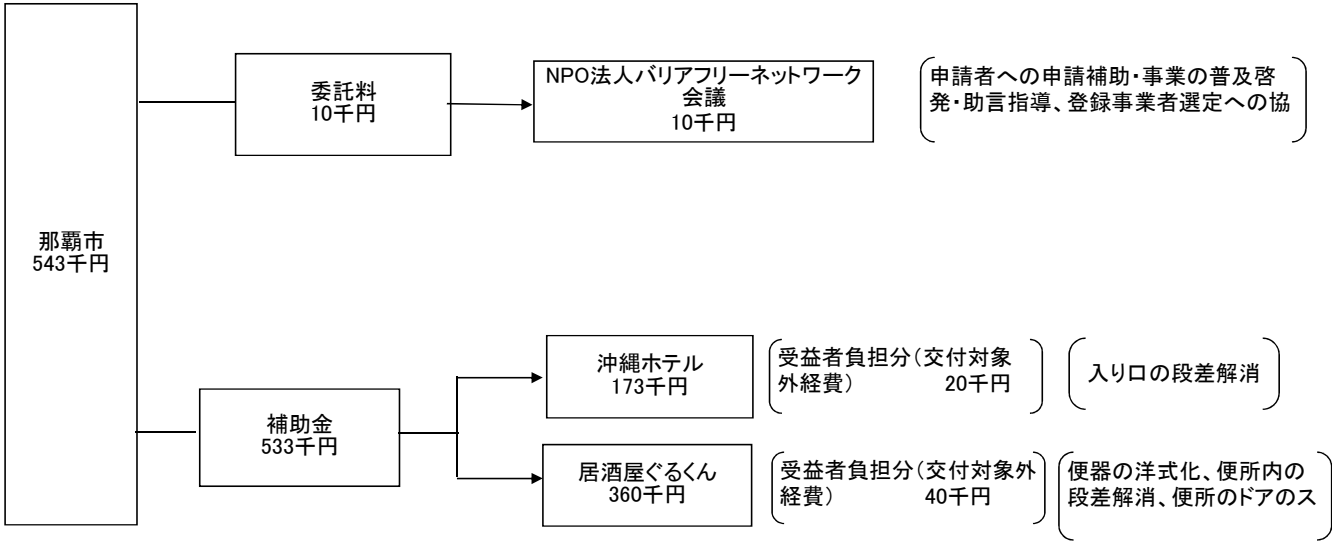 那覇市
543千円
委託料
10千円
NPO法人バリアフリーネットワーク
会議
10千円
申請者への申請補助・事業の普及啓
発・助言指導、登録事業者選定への協
補助金
533千円
沖縄ホテル
173千円
受益者負担分（交付対象
外経費） 20千円
入り口の段差解消
居酒屋ぐるくん
360千円
受益者負担分（交付対象外
経費） 40千円
便器の洋式化、便所内の
段差解消、便所のドアのス